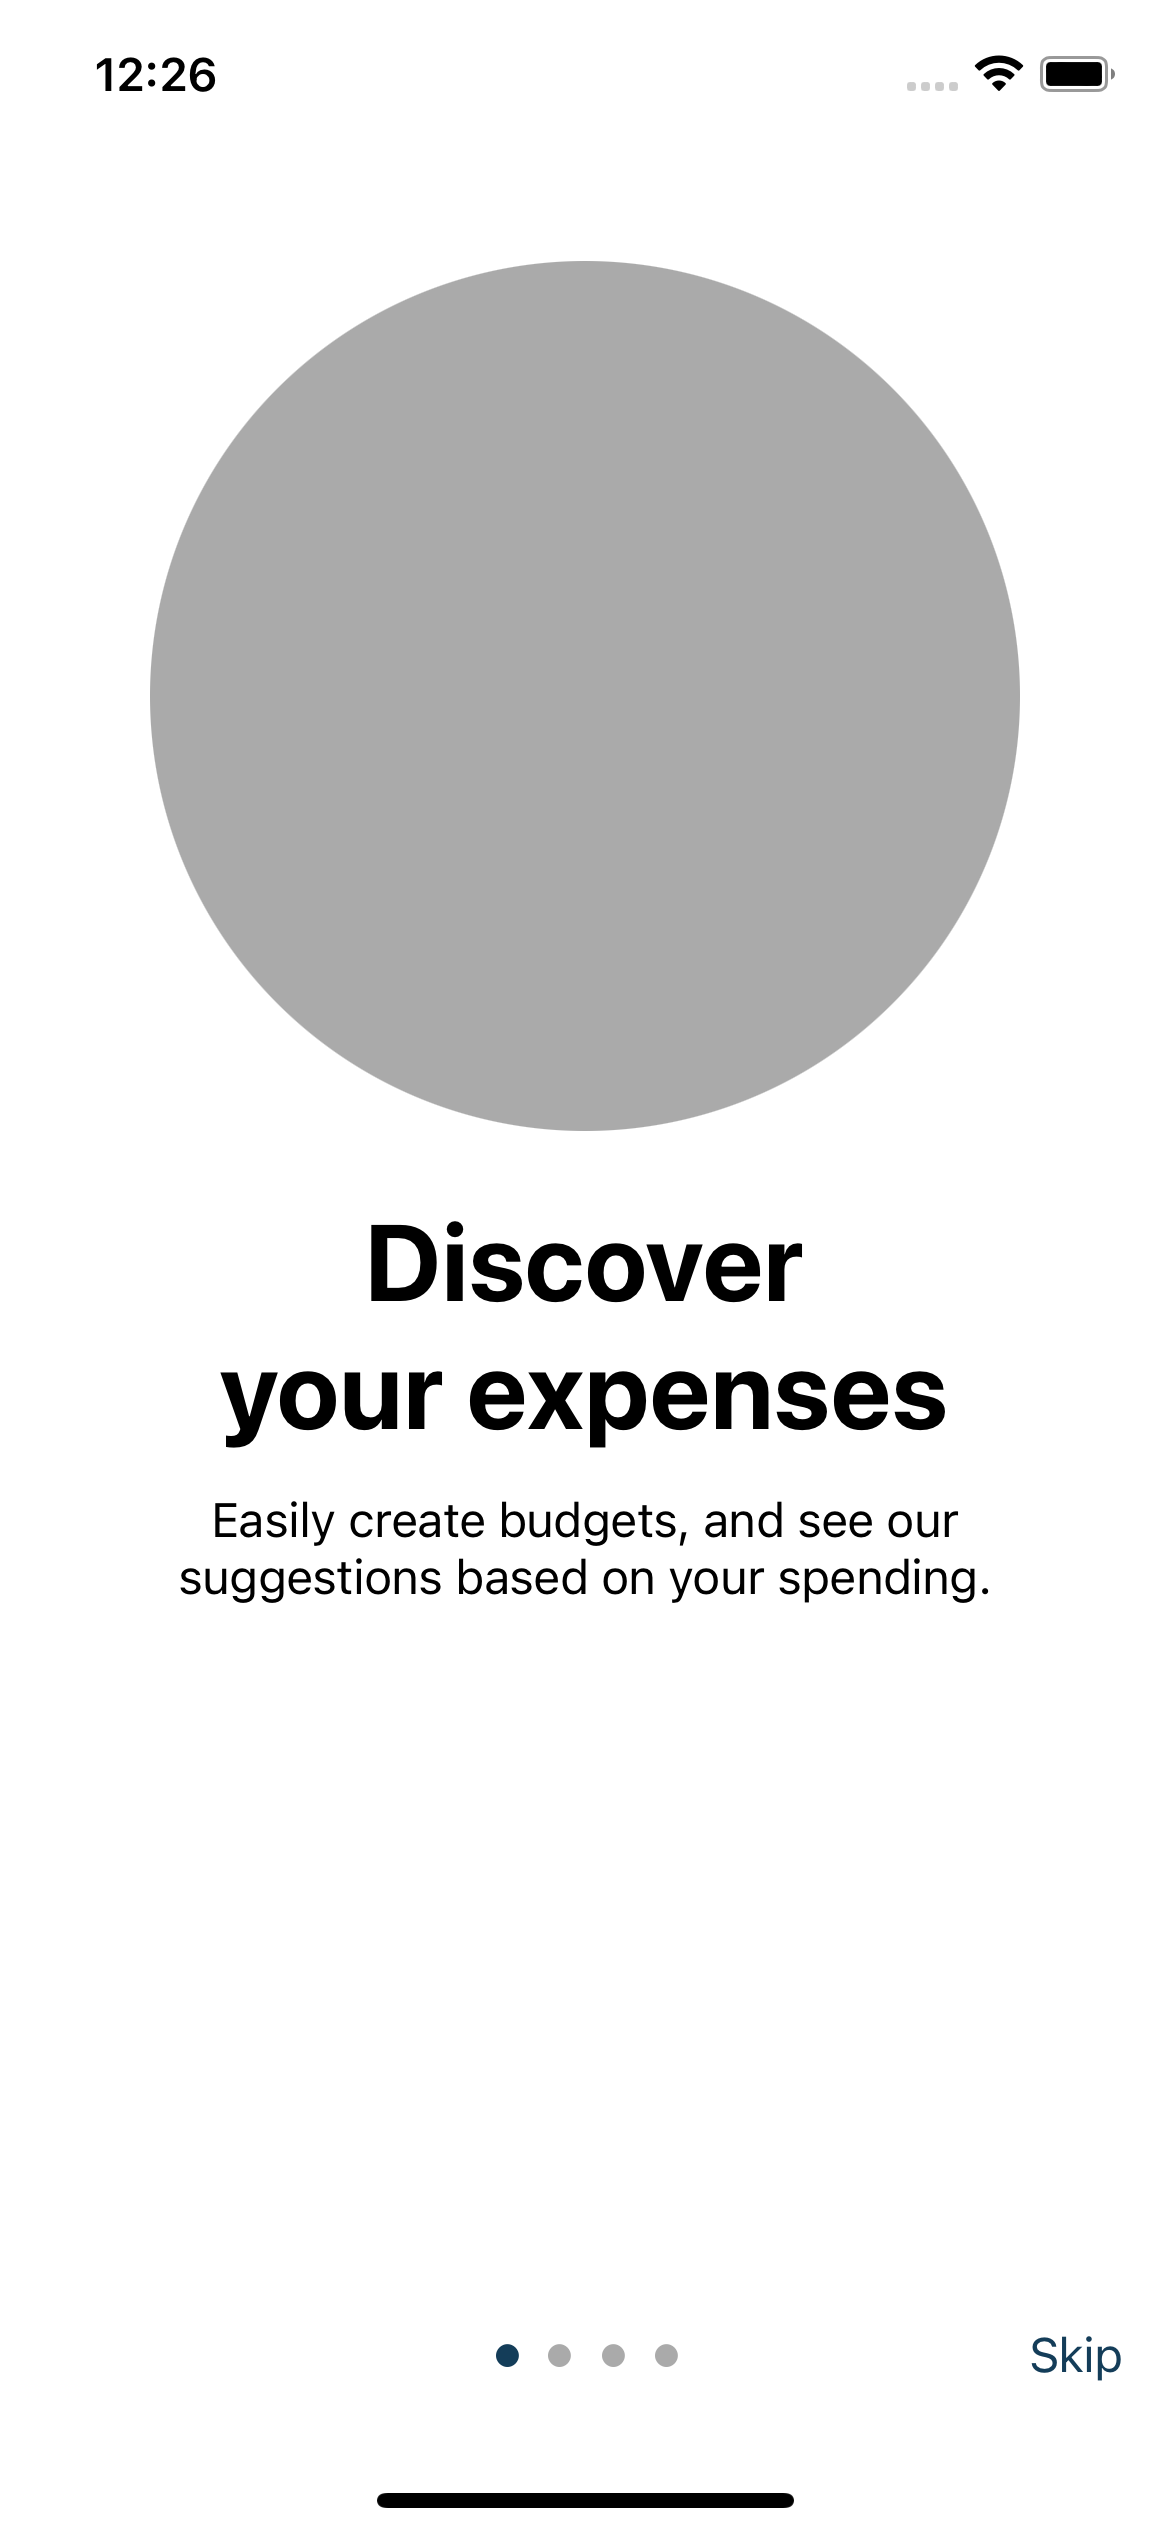 12:26
Discover
your expenses
Easily create budgets, and see our
suggestions based on your spending.
Skip